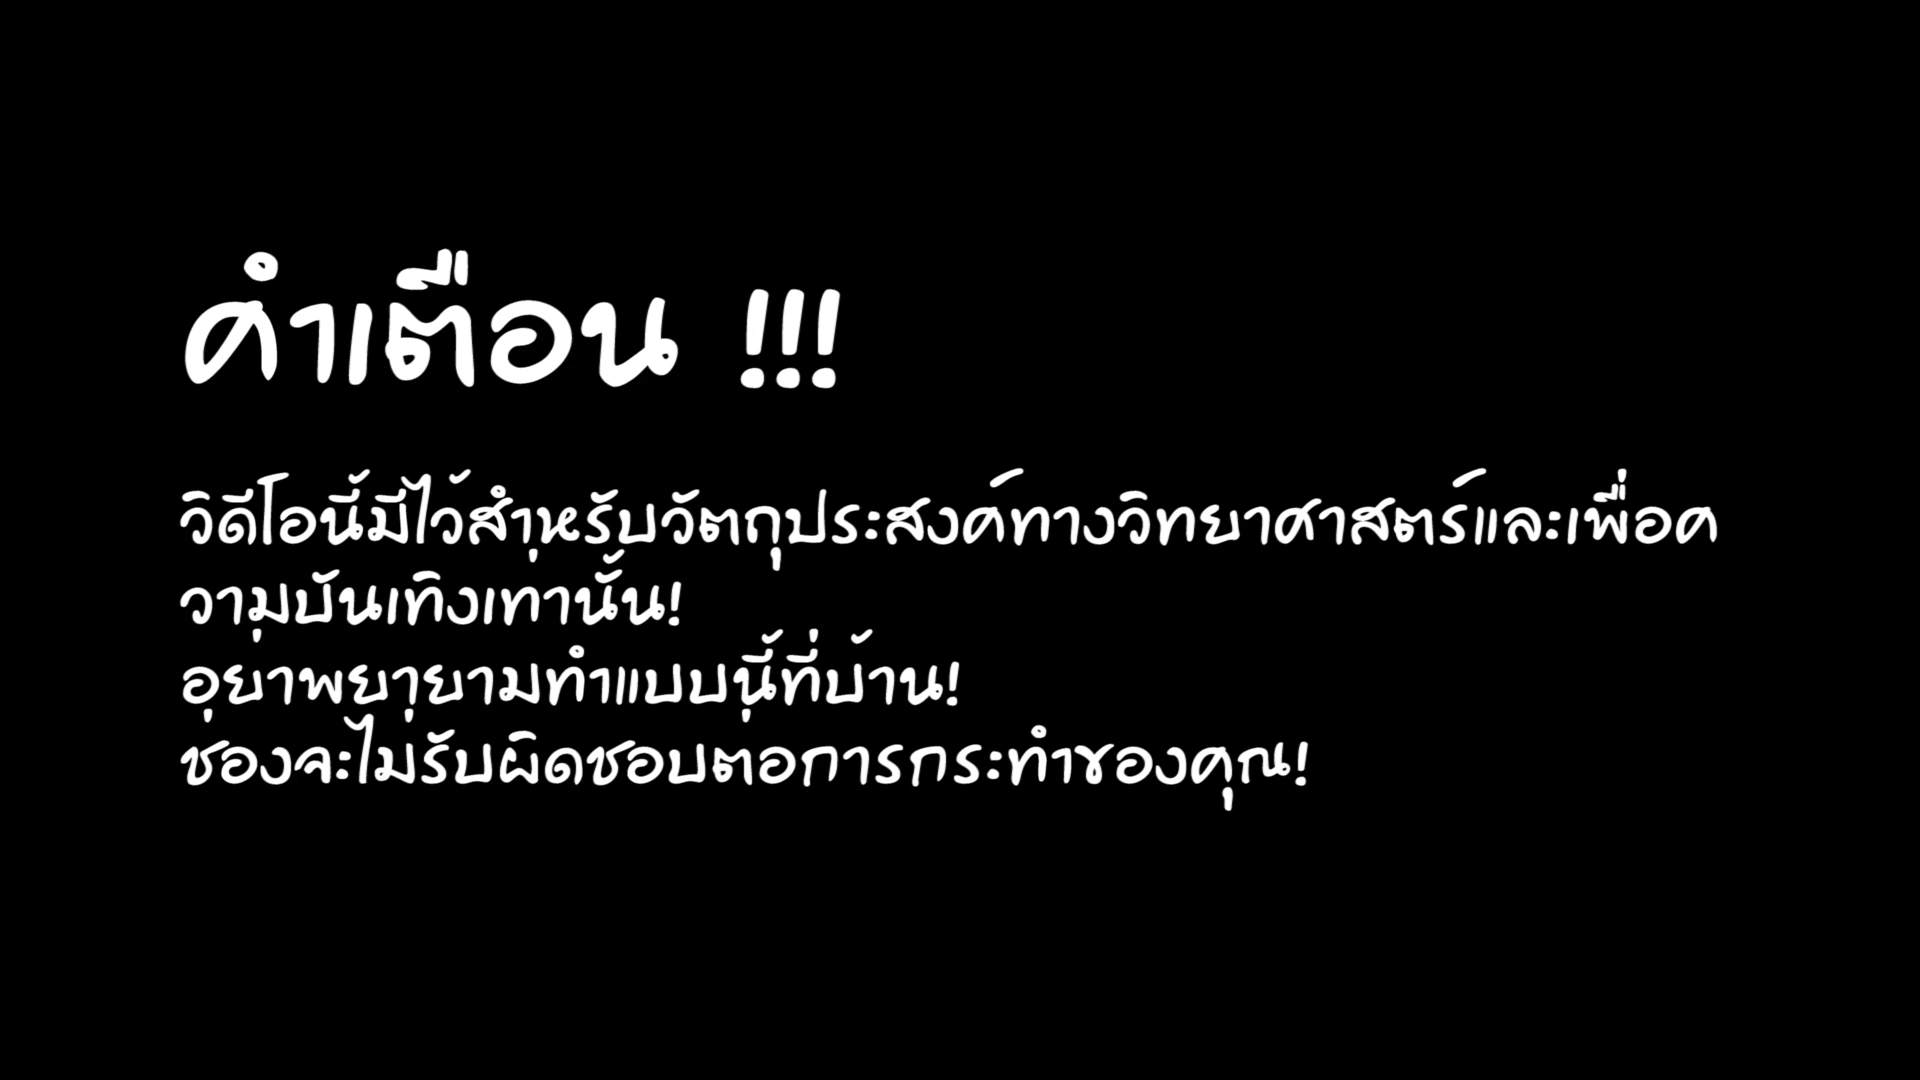 คำเตือน !!!
วิดีโอนี้มีไว้สำหรับวัตถุประสงค์ทางวิทยาศาสตร์และเพื่อค
วามบันเทิงเท่านั้น!
อย่าพยายามทำแบบนี้ที่บ้าน!
ช่องจะไม่รับผิดชอบต่อการกระทำของคุณ!